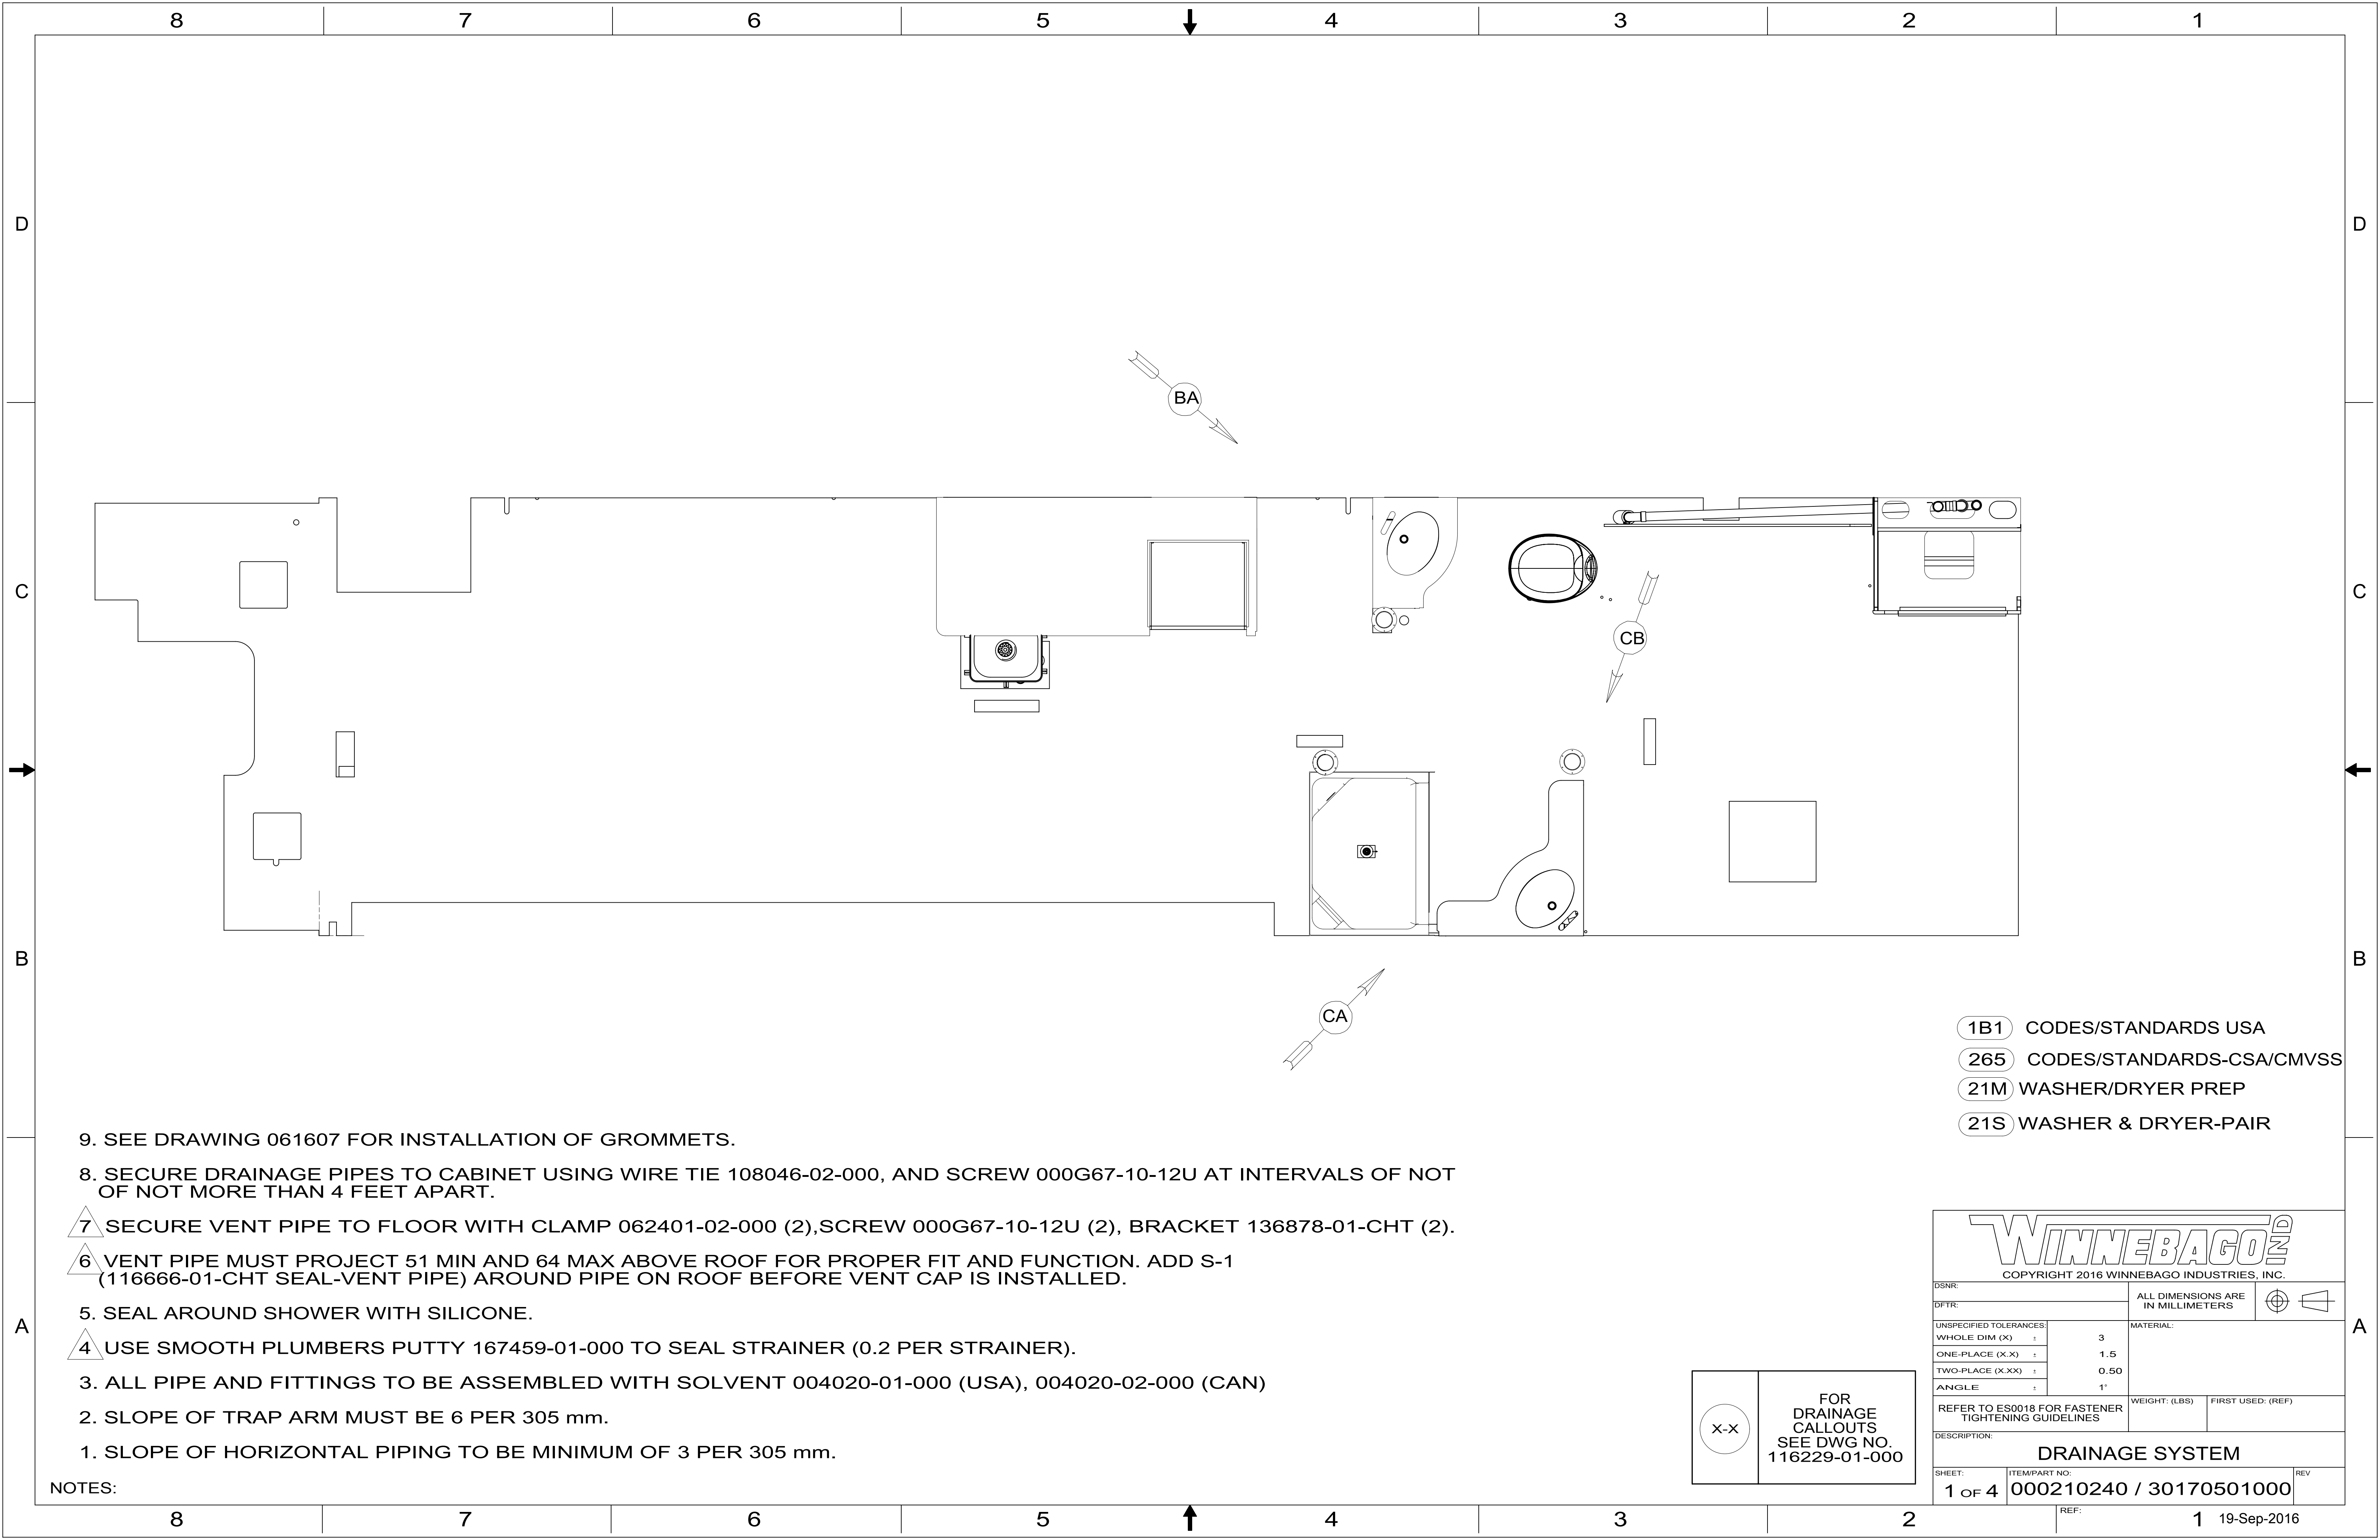 8 7 6 5 4 3 2 1
D D
BA
C C
CB
CA
B B
1B1 CODES/STANDARDS USA
265 CODES/STANDARDS-CSA/CMVSS
21M WASHER/DRYER PREP
21S WASHER & DRYER-PAIR
9. SEE DRAWING 061607 FOR INSTALLATION OF GROMMETS.
8. SECURE DRAINAGE PIPES TO CABINET USING WIRE TIE 108046-02-000, AND SCREW 000G67-10-12U AT INTERVALS OF NOT
OF NOT MORE THAN 4 FEET APART.
7 SECURE VENT PIPE TO FLOOR WITH CLAMP 062401-02-000 (2),SCREW 000G67-10-12U (2), BRACKET 136878-01-CHT (2).
6 VENT PIPE MUST PROJECT 51 MIN AND 64 MAX ABOVE ROOF FOR PROPER FIT AND FUNCTION. ADD S-1
(116666-01-CHT SEAL-VENT PIPE) AROUND PIPE ON ROOF BEFORE VENT CAP IS INSTALLED.
5. SEAL AROUND SHOWER WITH SILICONE.
4 USE SMOOTH PLUMBERS PUTTY 167459-01-000 TO SEAL STRAINER (0.2 PER STRAINER).
3. ALL PIPE AND FITTINGS TO BE ASSEMBLED WITH SOLVENT 004020-01-000 (USA), 004020-02-000 (CAN)
2. SLOPE OF TRAP ARM MUST BE 6 PER 305 mm.
1. SLOPE OF HORIZONTAL PIPING TO BE MINIMUM OF 3 PER 305 mm.
NOTES:
A A
X-X
FOR
DRAINAGE
CALLOUTS
SEE DWG NO.
116229-01-000
WINNEBAGO IND
COPYRIGHT 2016 WINNEBAGO INDUSTRIES, INC.
DSNR:
DFTR:
ALL DIMENSIONS ARE
IN MILLIMETERS
UNSPECIFIED TOLERANCES:
WHOLE DIM (X) ± 3
ONE-PLACE (X.X) ± 1.5
TWO-PLACE (X.XX) ± 0.50
ANGLE ± 1°
MATERIAL:
REFER TO ES0018 FOR FASTENER
TIGHTENING GUIDELINES
WEIGHT: (LBS)
FIRST USED: (REF)
DESCRIPTION:
DRAINAGE SYSTEM
SHEET:
1 OF 4
ITEM/PART NO:
000210240 / 30170501000
REV
REF:
8 7 6 5 4 3 2 1
19-Sep-2016